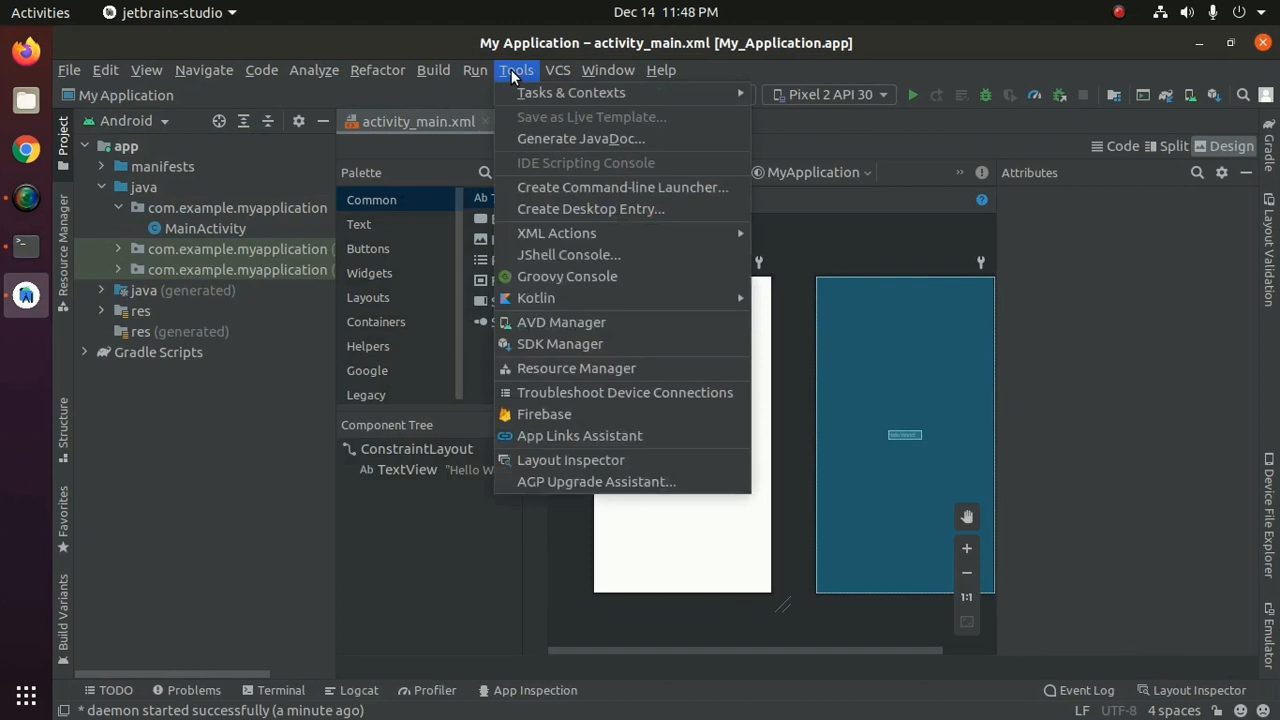 Activities
jetbrains-studio
Dec 14 11:48 PM
My Application – activity_main.xml [My_Application.app]
File Edit View Navigate Code Analyze Refactor Build Run Tools VCS Window Help
My Application
Pixel 2 API 30
Android
activity_main.xml
Code Split Design
Project
Resource Manager
Structure
Favorites
Build Variants
app
manifests
java
com.example.myapplication
MainActivity
com.example.myapplication
com.example.myapplication
java (generated)
res
res (generated)
Gradle Scripts
Palette
Common
Text
Buttons
Widgets
Layouts
Containers
Helpers
Google
Legacy
Ab
Component Tree
ConstraintLayout
Ab TextView "Hello W
Tasks & Contexts
Save as Live Template...
Generate JavaDoc...
IDE Scripting Console
Create Command-line Launcher...
Create Desktop Entry...
XML Actions
JShell Console...
Groovy Console
Kotlin
AVD Manager
SDK Manager
Resource Manager
Troubleshoot Device Connections
Firebase
App Links Assistant
Layout Inspector
AGP Upgrade Assistant...
MyApplication
Attributes
1:1
Gradle
Layout Validation
Device File Explorer
Emulator
TODO Problems Terminal Logcat Profiler App Inspection Event Log Layout Inspector
* daemon started successfully (a minute ago)
LF UTF-8 4 spaces